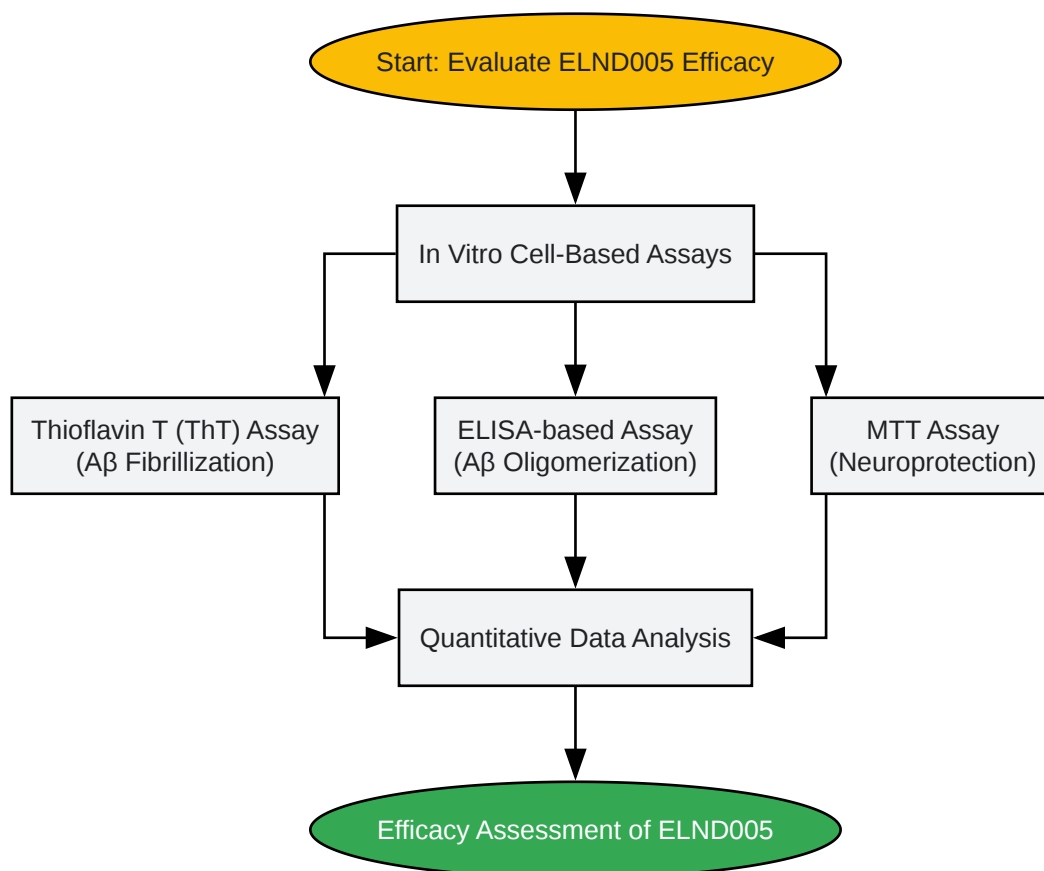 Start: Evaluate ELND005 Efficacy
In Vitro Cell-Based Assays
Thioflavin T (ThT) Assay
(Aβ Fibrillization)
ELISA-based Assay
(Aβ Oligomerization)
MTT Assay
(Neuroprotection)
Quantitative Data Analysis
Efficacy Assessment of ELND005